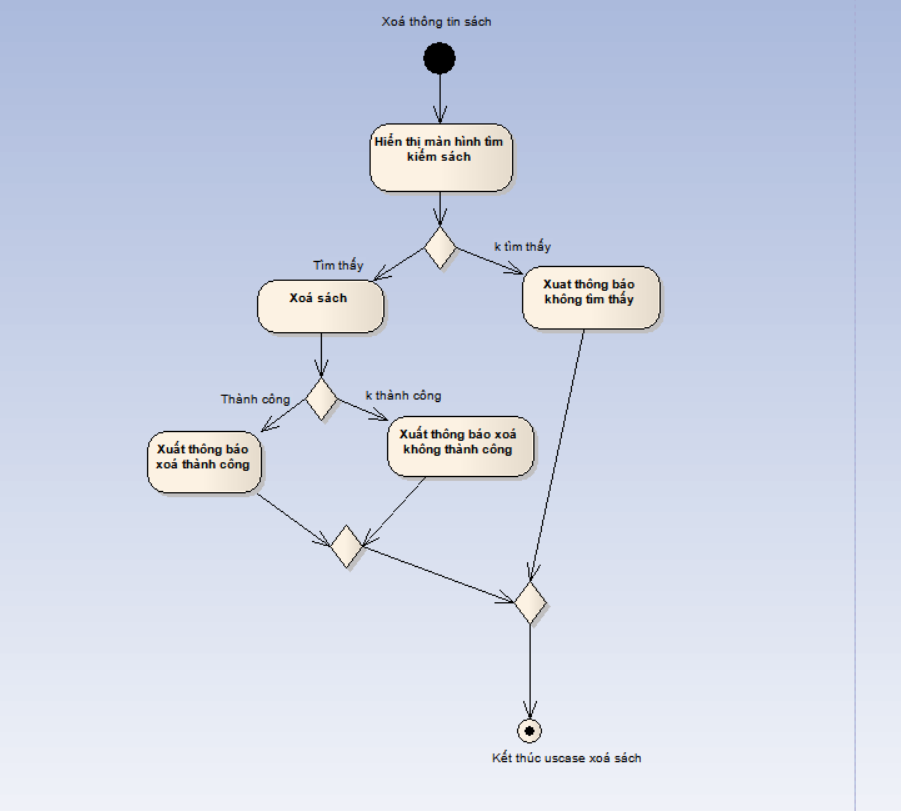 Xoá thông tin sách
Hiển thị màn hình tìm
kiếm sách
k tìm thấy
Tìm thấy
Xuat thông báo
không tìm thấy
Xoá sách
Thành công
k thành công
Xuất thông báo
xoá thành công
Xuất thông báo xoá
không thành công
Kết thúc uscase xoá sách